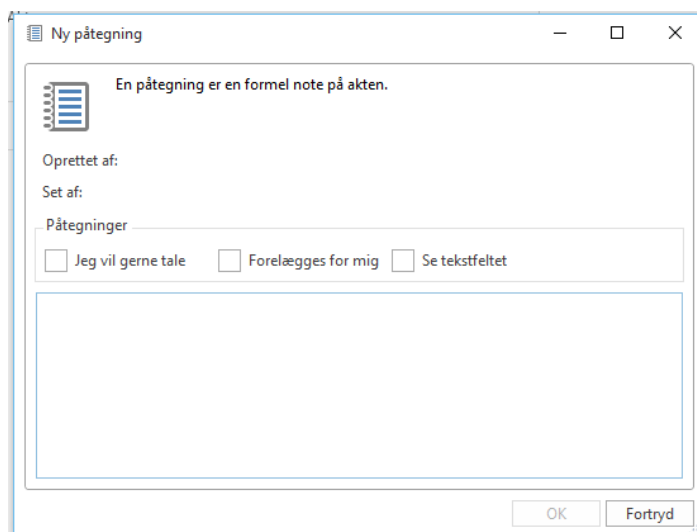 Ny påtegning
En påtegning er en formel note på akten.
Oprettet af:
Set af:
Påtegninger
Jeg vil gerne tale Forelægges for mig Se tekstfeltet
OK Fortryd